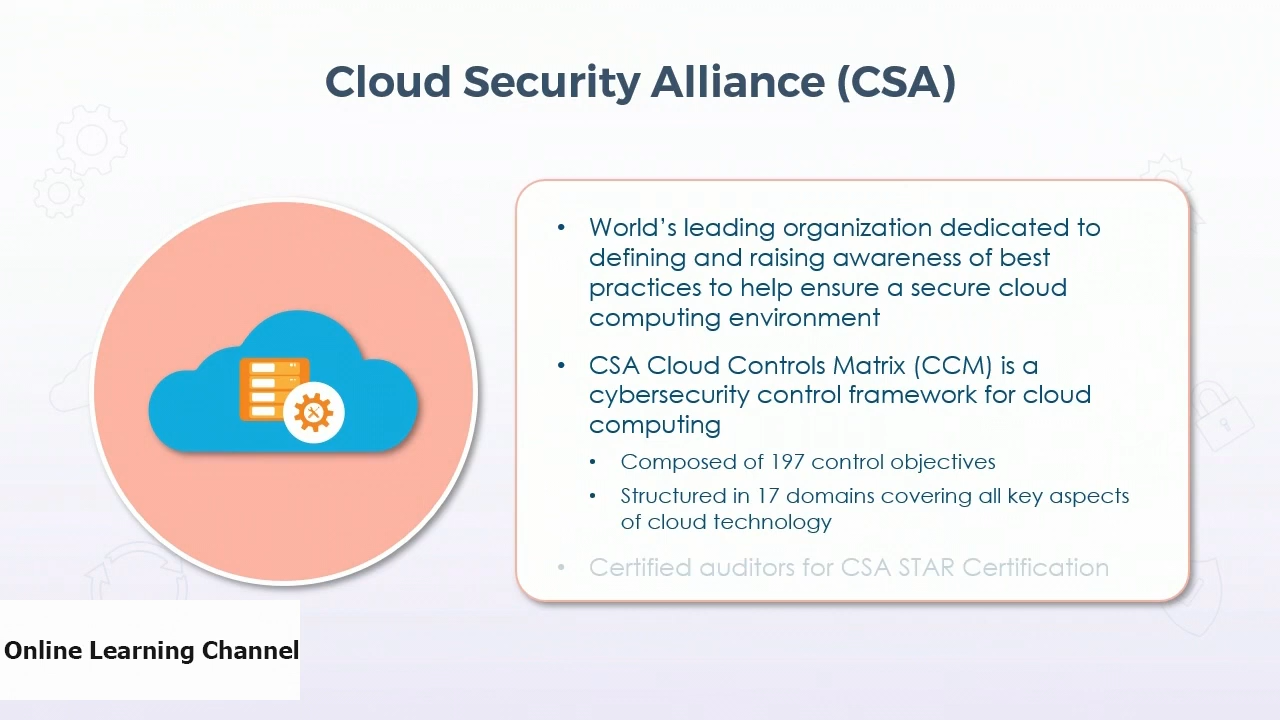 Cloud Security Alliance (CSA)
• World’s leading organization dedicated to
defining and raising awareness of best
practices to help ensure a secure cloud
computing environment
• CSA Cloud Controls Matrix (CCM) is a
cybersecurity control framework for cloud
computing
• Composed of 197 control objectives
• Structured in 17 domains covering all key aspects
of cloud technology
• Certified auditors for CSA STAR Certification
Online Learning Channel